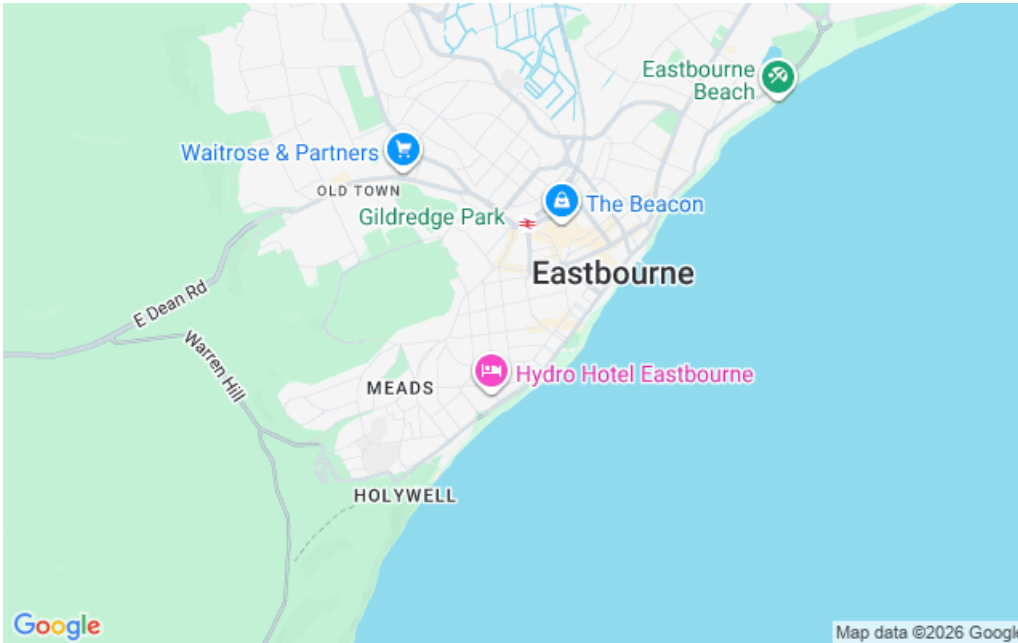 Eastbourne
Beach
Waitrose & Partners
OLD TOWN
Gildredge Park
The Beacon
Eastbourne
E Dean Rd
Warren Hill
MEADS
Hydro Hotel Eastbourne
HOLYWELL
Google
Map data ©2026 Google